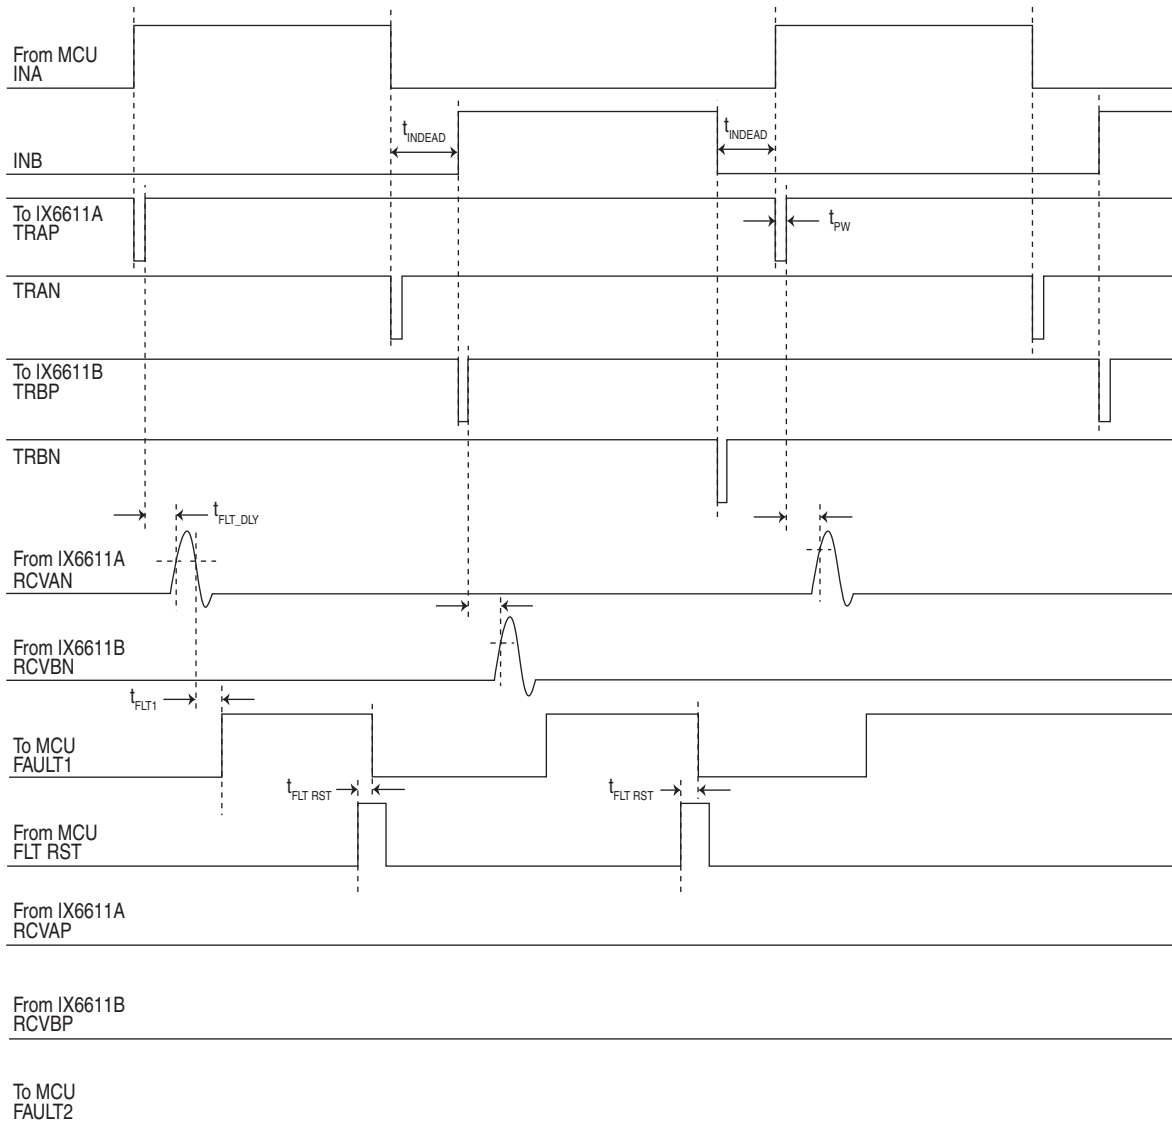 From MCU
INA
tINDEAD
tINDEAD
INB
To IX6611A
TRAP
tPW
TRAN
To IX6611B
TRBP
TRBN
tFLT_DLY
From IX6611A
RCVAN
From IX6611B
RCVBN
tFLT1
To MCU
FAULT1
tFLT RST
tFLT RST
From MCU
FLT RST
From IX6611A
RCVAP
From IX6611B
RCVBP
To MCU
FAULT2